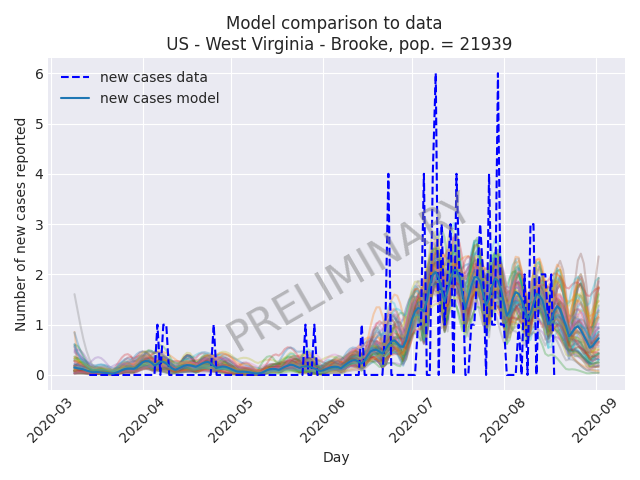 Model comparison to data
US - West Virginia - Brooke, pop. = 21939
new cases data
new cases model
PRELIMINARY
Number of new cases reported
6
5
4
3
2
1
0
2020-03
2020-04
2020-05
2020-06
2020-07
2020-08
2020-09
Day